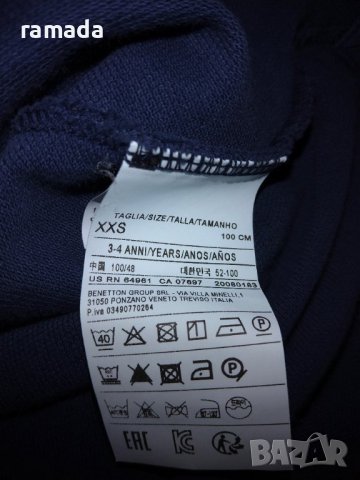 ramada
TAGLIA/SIZE/TALLA/TAMANHO
XXS
100 CM
3-4 ANNI/YEARS/ANOS/AÑOS
中国 100/48 대한민국 52-100
US RN 64961 CA 07697 20080183
BENETTON GROUP SRL - VIA VILLA MINELLI,1
31050 PONZANO VENETO TREVISO ITALIA
P.iva 03490770264
40 P
P
EAC
BAZAR